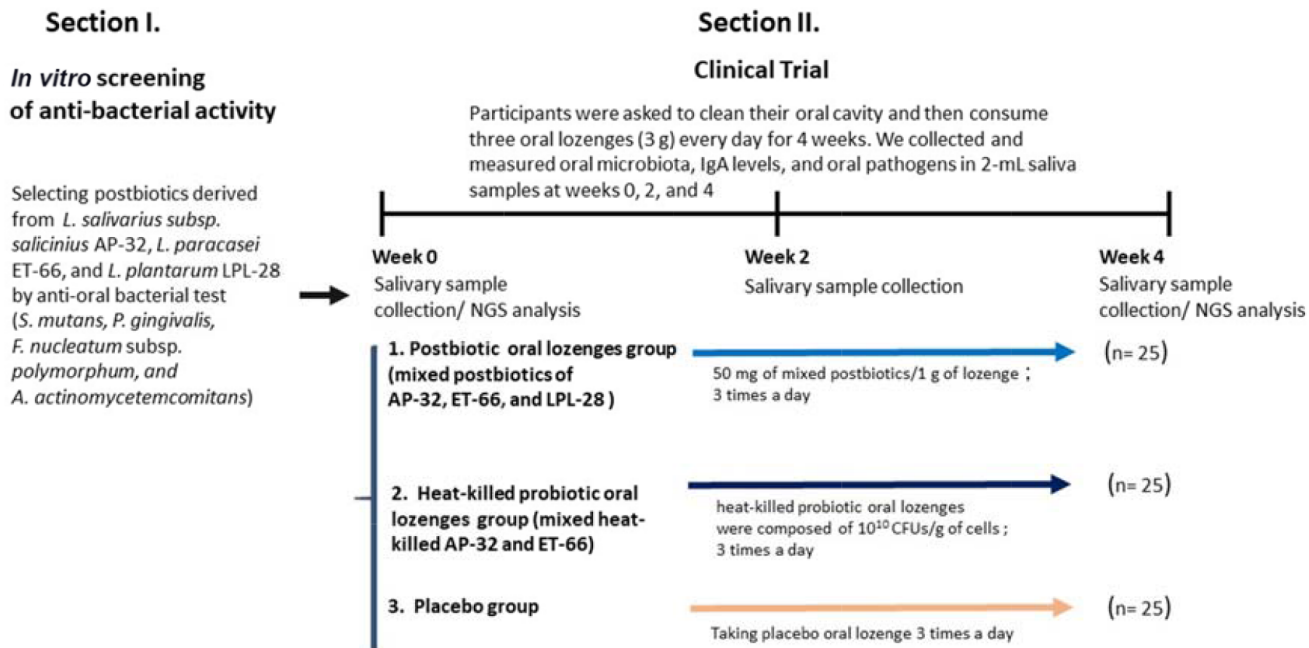 Section I.
In vitro screening
of anti-bacterial activity
Selecting postbiotics derived
from L. salivarius subsp.
salicinius AP-32, L. paracasei
ET-66, and L. plantarum LPL-28
by anti-oral bacterial test
(S. mutans, P. gingivalis,
F. nucleatum subsp.
polymorphum, and
A. actinomycetemcomitans)
Section II.
Clinical Trial
Participants were asked to clean their oral cavity and then consume
three oral lozenges (3 g) every day for 4 weeks. We collected and
measured oral microbiota, IgA levels, and oral pathogens in 2-mL saliva
samples at weeks 0, 2, and 4
Week 0
Salivary sample
collection/ NGS analysis
Week 2
Salivary sample collection
Week 4
Salivary sample
collection/ NGS analysis
1. Postbiotic oral lozenges group
(mixed postbiotics of
AP-32, ET-66, and LPL-28 )
50 mg of mixed postbiotics/1 g of lozenge ;
3 times a day
(n= 25)
2. Heat-killed probiotic oral
lozenges group (mixed heat-
killed AP-32 and ET-66)
heat-killed probiotic oral lozenges
were composed of 10¹⁰ CFUs/g of cells ;
3 times a day
(n= 25)
3. Placebo group
Taking placebo oral lozenge 3 times a day
(n= 25)